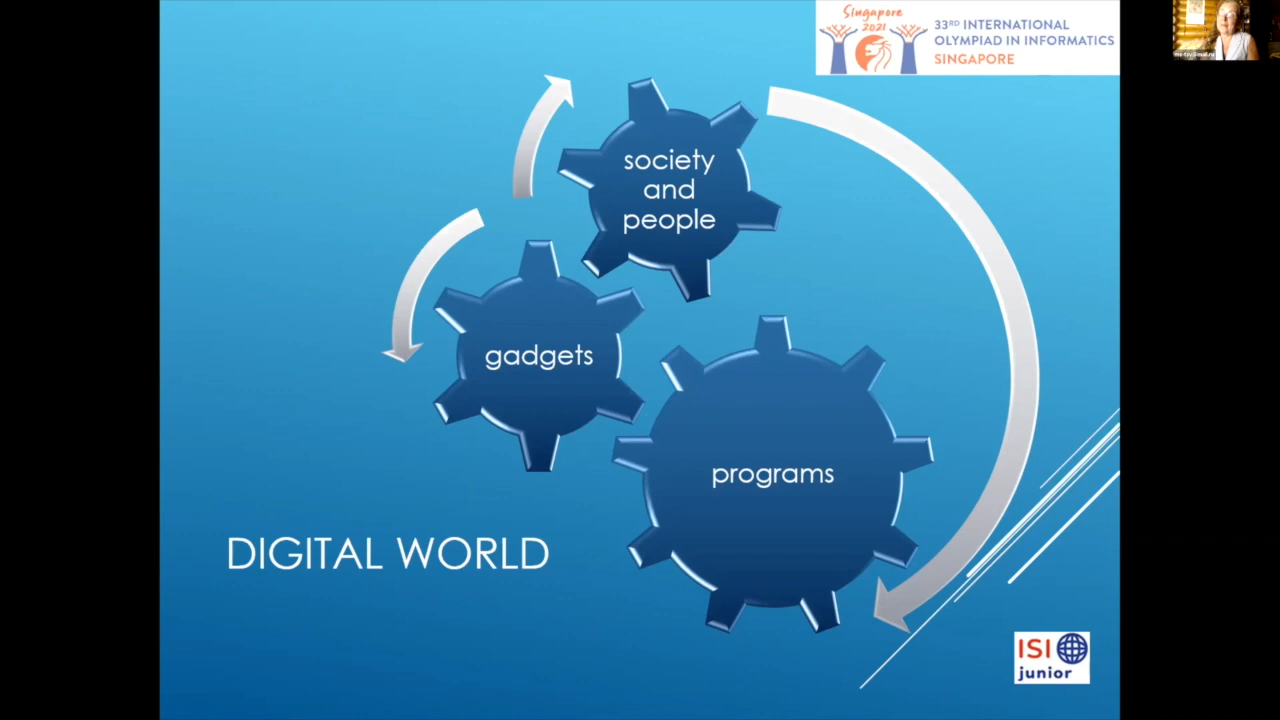 Singapore
2021
33RD INTERNATIONAL
OLYMPIAD IN INFORMATICS
SINGAPORE
society
and
people
gadgets
programs
DIGITAL WORLD
ISI
junior